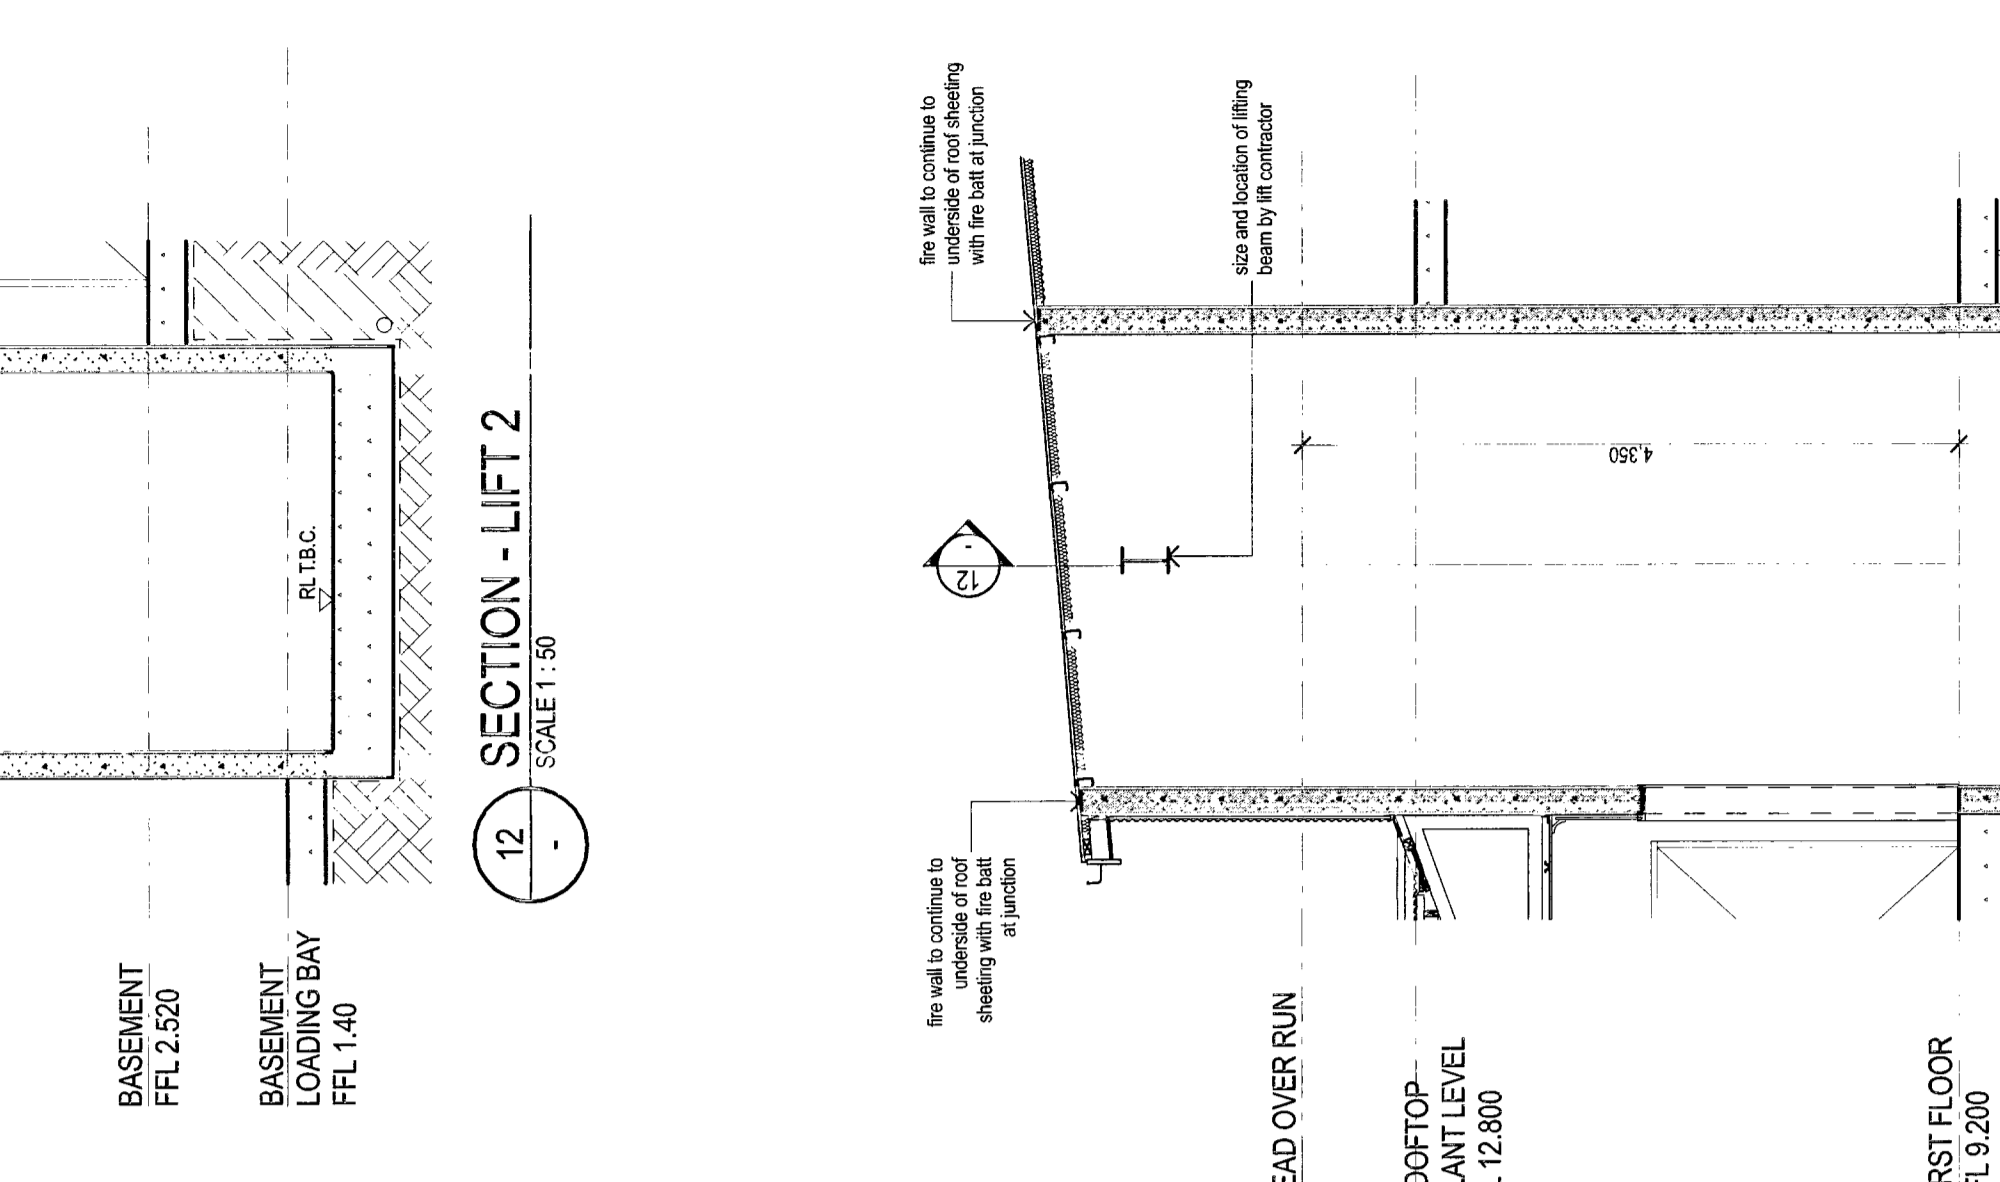 BASEMENT
FFL 2.520
BASEMENT
LOADING BAY
FFL 1.40
RL T.B.C.
12
-
SECTION - LIFT 2
SCALE 1 : 50
fire wall to continue to
underside of roof sheeting
with fire batt at junction
size and location of lifting
beam by lift contractor
12
-
4,350
fire wall to continue to
underside of roof
sheeting with fire batt
at junction
EAD OVER RUN
OOFTOP
LANT LEVEL
L 12.800
RST FLOOR
FL 9.200